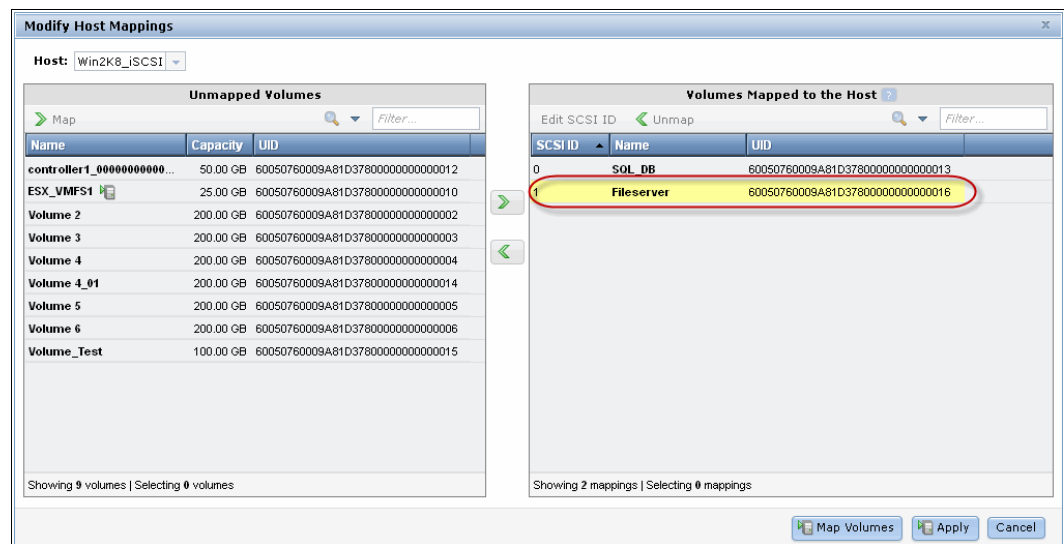 Modify Host Mappings x
Host: Win2K8_iSCSI
Unmapped Volumes
Map Filter...
Name Capacity UID
controller1_00000000000... 50.00 GB 60050760009A81D37800000000000012
ESX_VMFS1 25.00 GB 60050760009A81D37800000000000010
Volume 2 200.00 GB 60050760009A81D37800000000000002
Volume 3 200.00 GB 60050760009A81D37800000000000003
Volume 4 200.00 GB 60050760009A81D37800000000000004
Volume 4_01 200.00 GB 60050760009A81D37800000000000014
Volume 5 200.00 GB 60050760009A81D37800000000000005
Volume 6 200.00 GB 60050760009A81D37800000000000006
Volume_Test 100.00 GB 60050760009A81D37800000000000015
Showing 9 volumes | Selecting 0 volumes
Volumes Mapped to the Host ?
Edit SCSI ID Unmap Filter...
SCSI ID Name UID
0 SQL_DB 60050760009A81D37800000000000013
1 Fileserver 60050760009A81D37800000000000016
Showing 2 mappings | Selecting 0 mappings
Map Volumes Apply Cancel